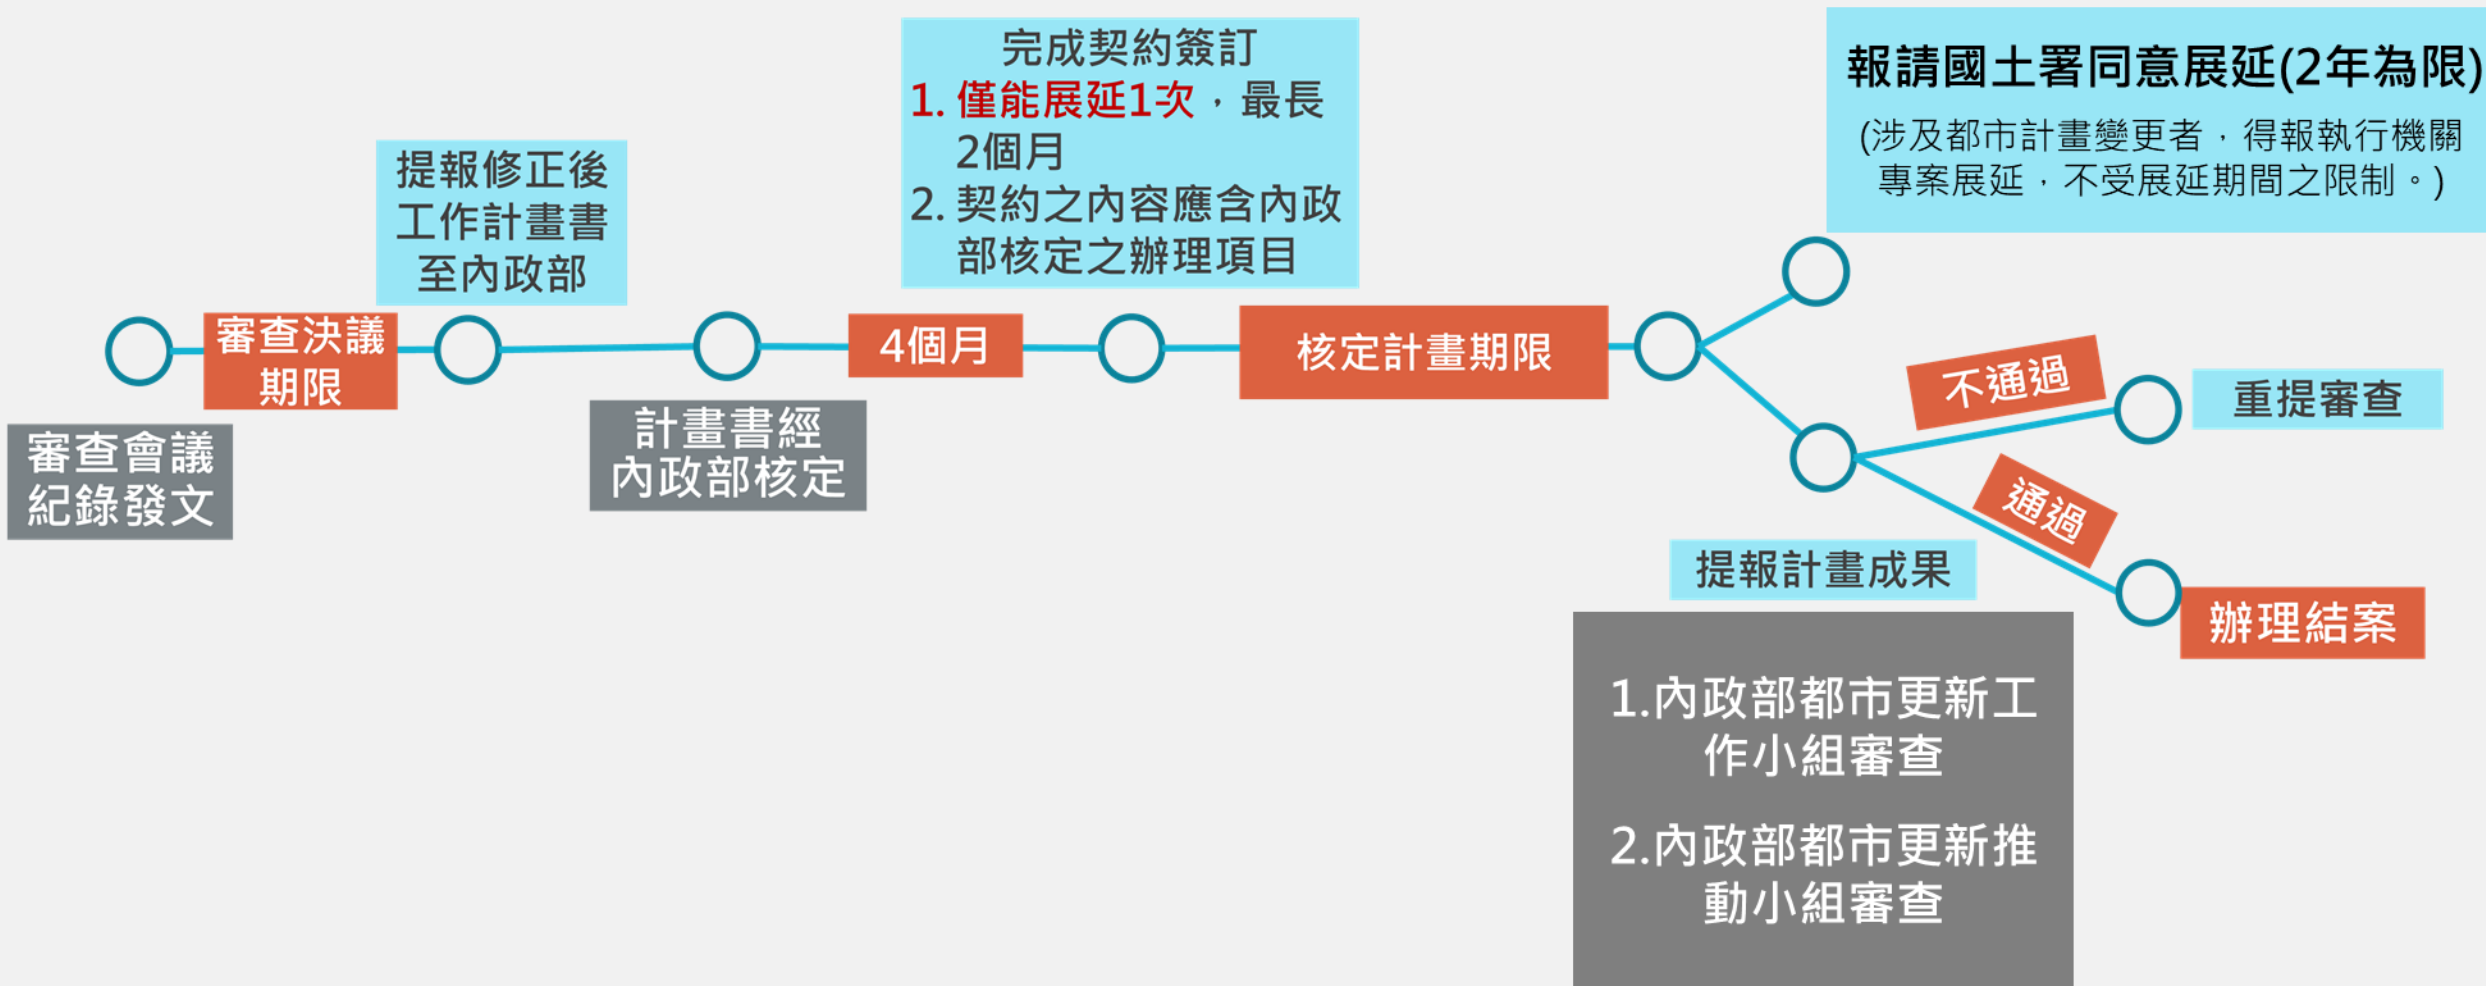 審查會議
紀錄發文
審查決議
期限
提報修正後
工作計畫書
至內政部
計畫書經
內政部核定
4個月
完成契約簽訂
1. 僅能展延1次，最長
2個月
2. 契約之內容應含內政
部核定之辦理項目
核定計畫期限
報請國土署同意展延(2年為限)
(涉及都市計畫變更者，得報執行機關
專案展延，不受展延期間之限制。)
不通過
重提審查
通過
辦理結案
提報計畫成果
1.內政部都市更新工
作小組審查
2.內政部都市更新推
動小組審查